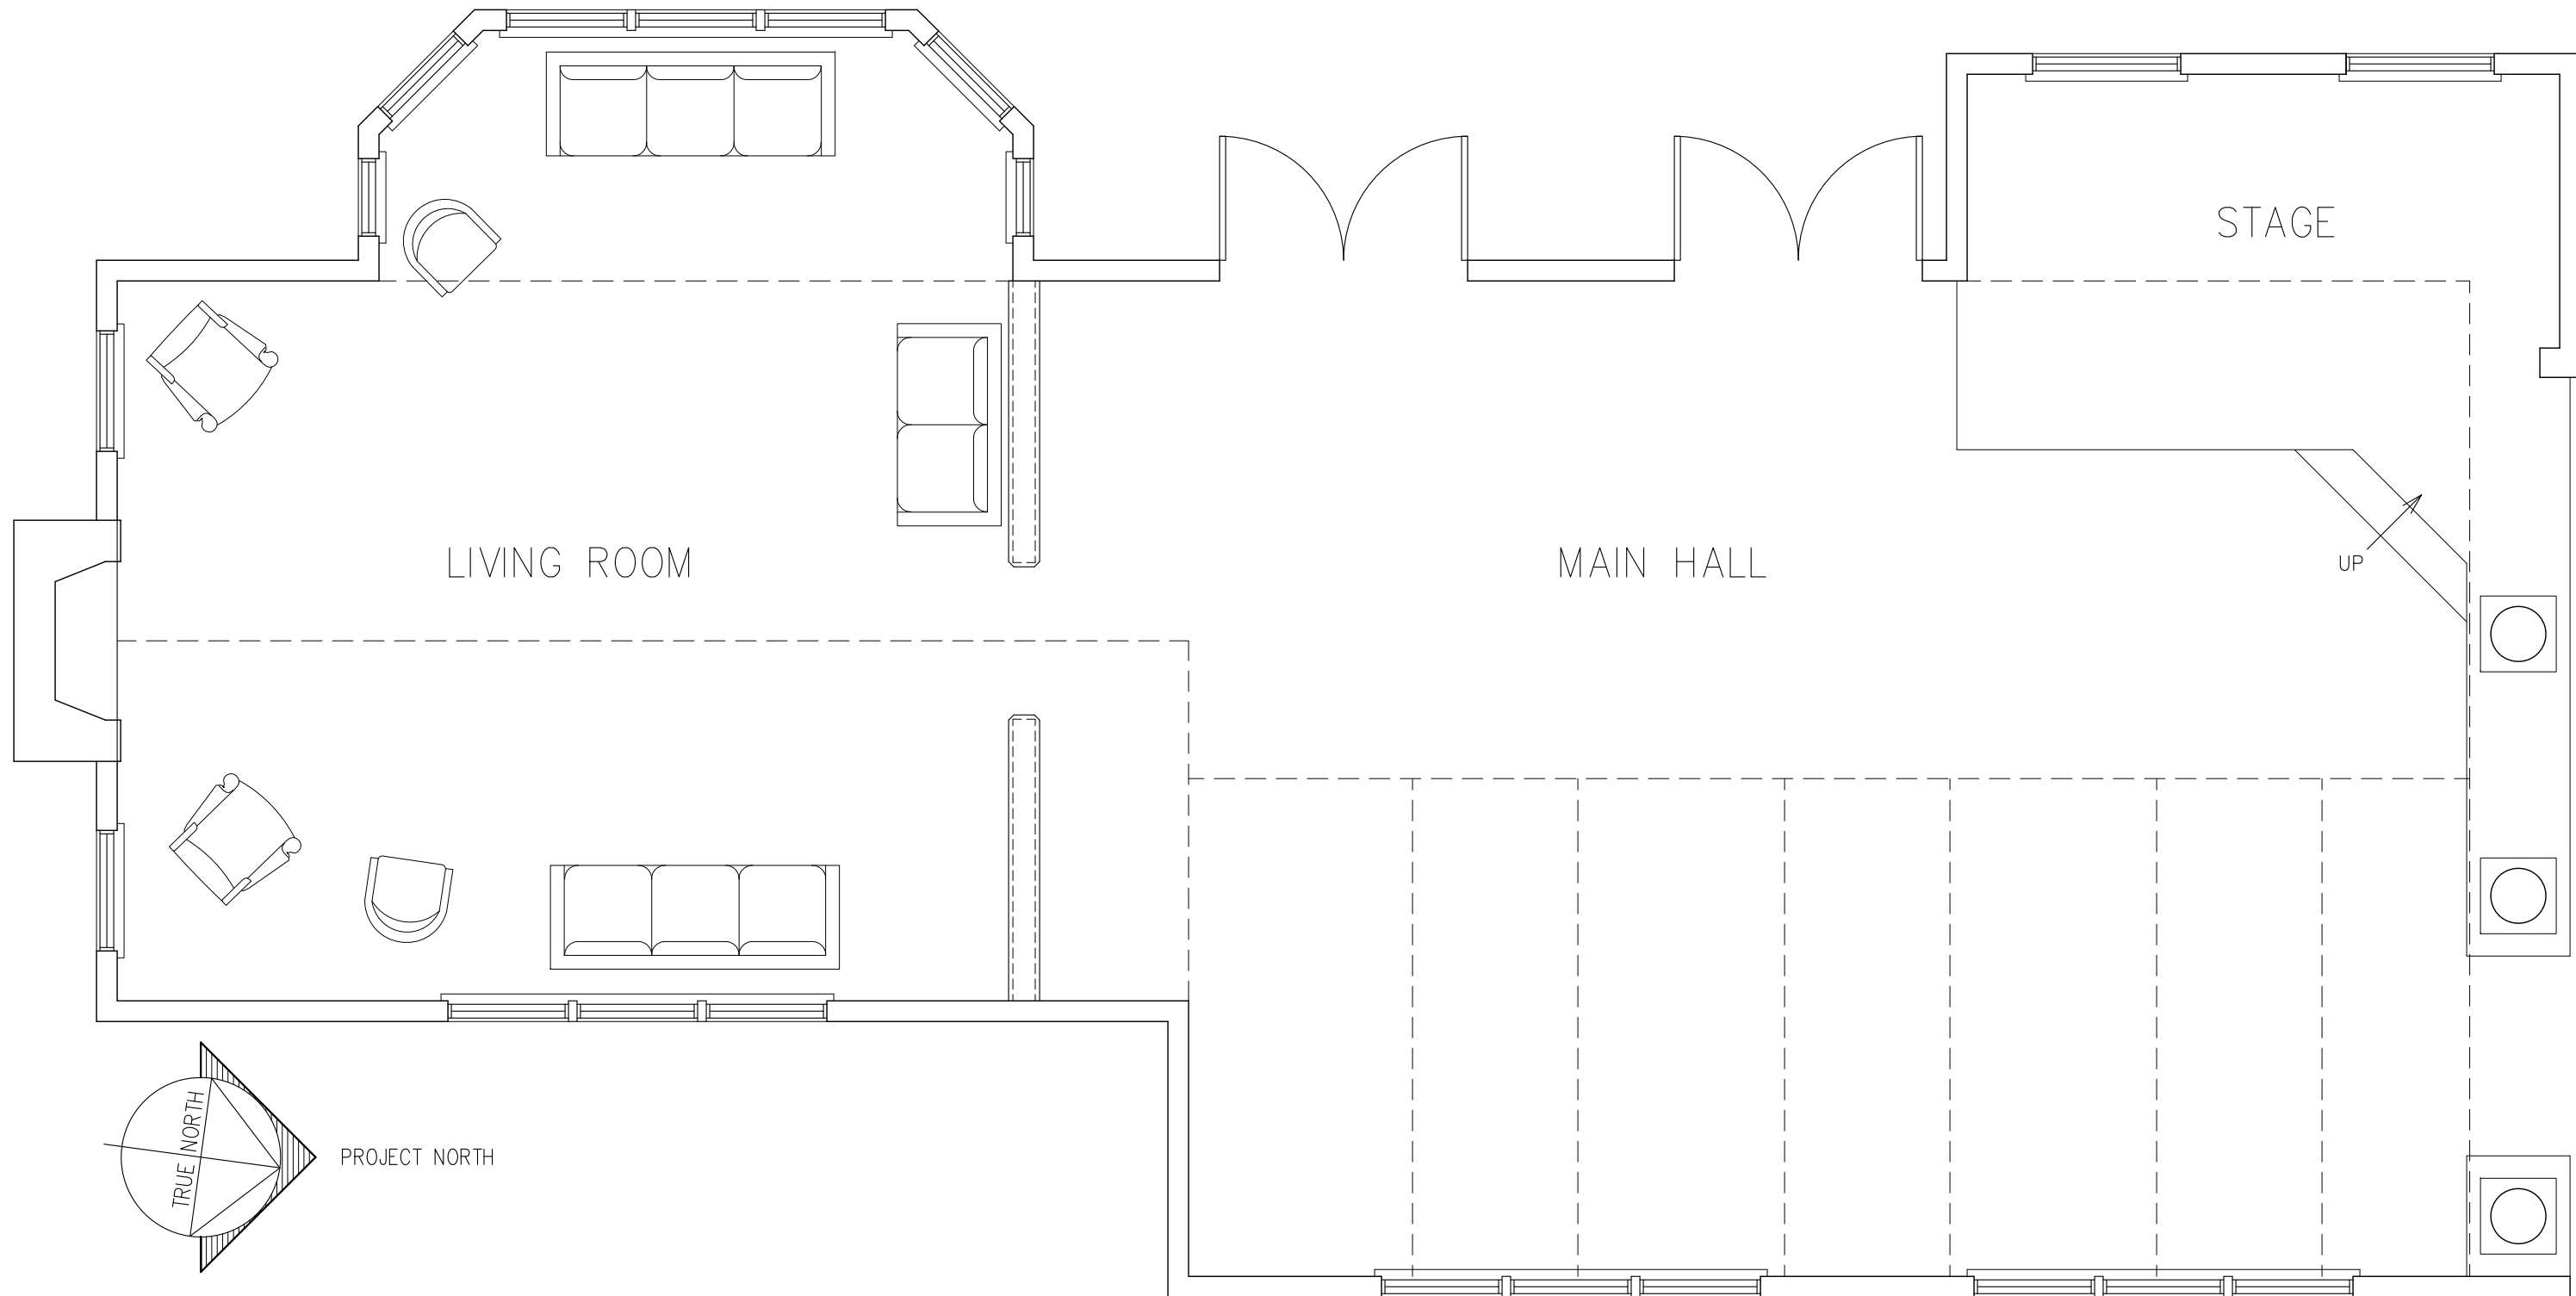 STAGE
LIVING ROOM
MAIN HALL
UP
TRUE NORTH
PROJECT NORTH